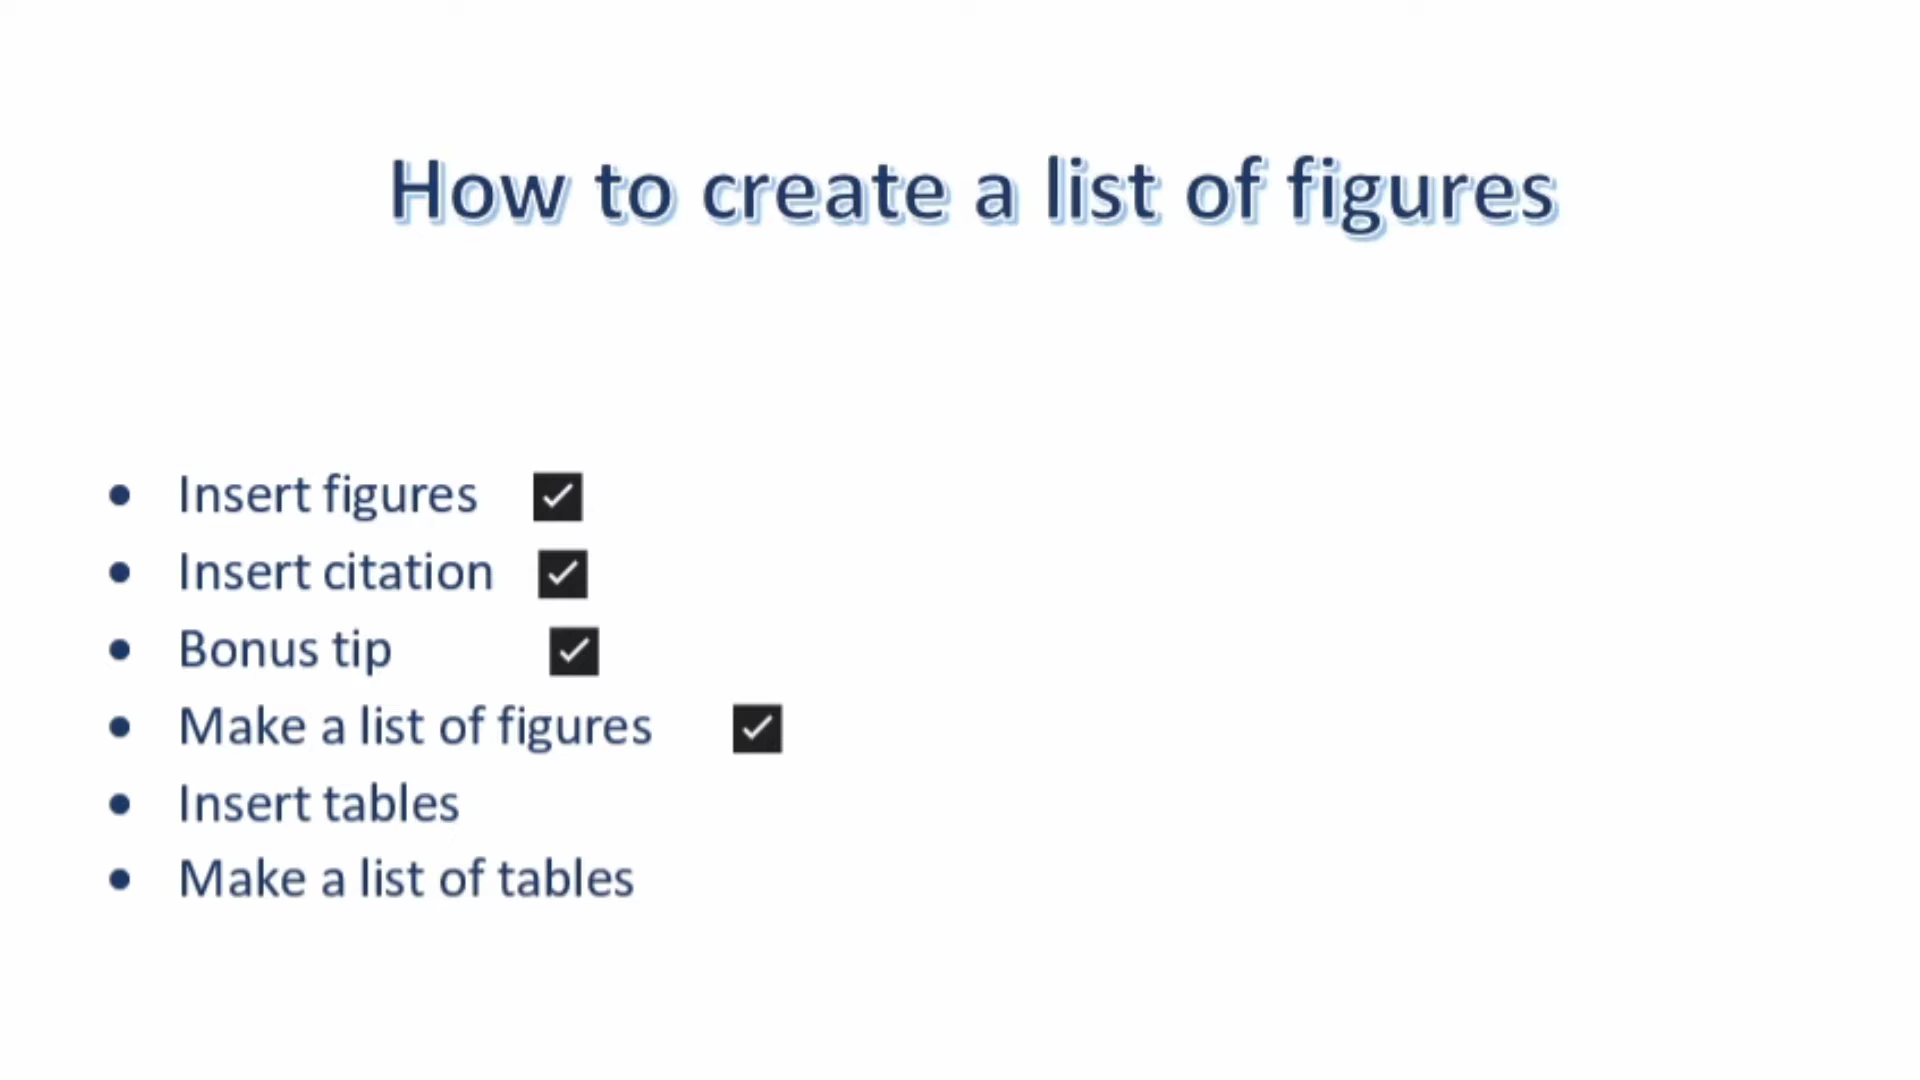 How to create a list of figures
• Insert figures ☑
• Insert citation ☑
• Bonus tip ☑
• Make a list of figures ☑
• Insert tables
• Make a list of tables